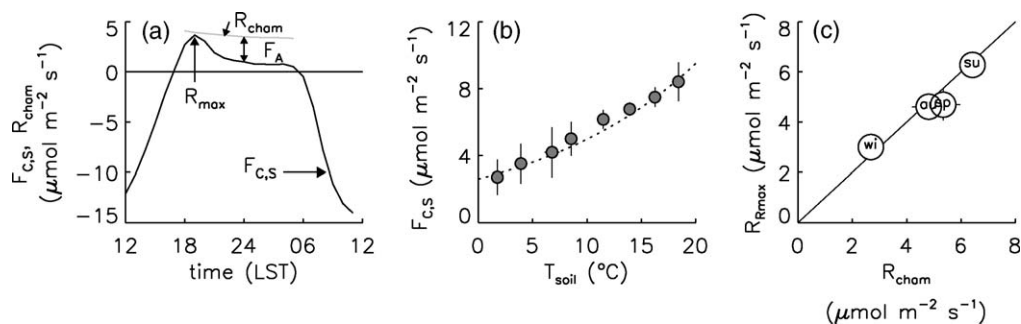 (a)
R_cham
F_A
R_max
F_C,S
5
0
−5
−10
−15
F_C,S, R_cham
(μmol m⁻² s⁻¹)
12 18 24 06 12
time (LST)
(b)
12
8
4
0
F_C,S (μmol m⁻² s⁻¹)
0 5 10 15 20
T_soil (°C)
(c)
8
6
4
2
0
R_Rmax (μmol m⁻² s⁻¹)
su
sp
wi
0 2 4 6 8
R_cham
(μmol m⁻² s⁻¹)